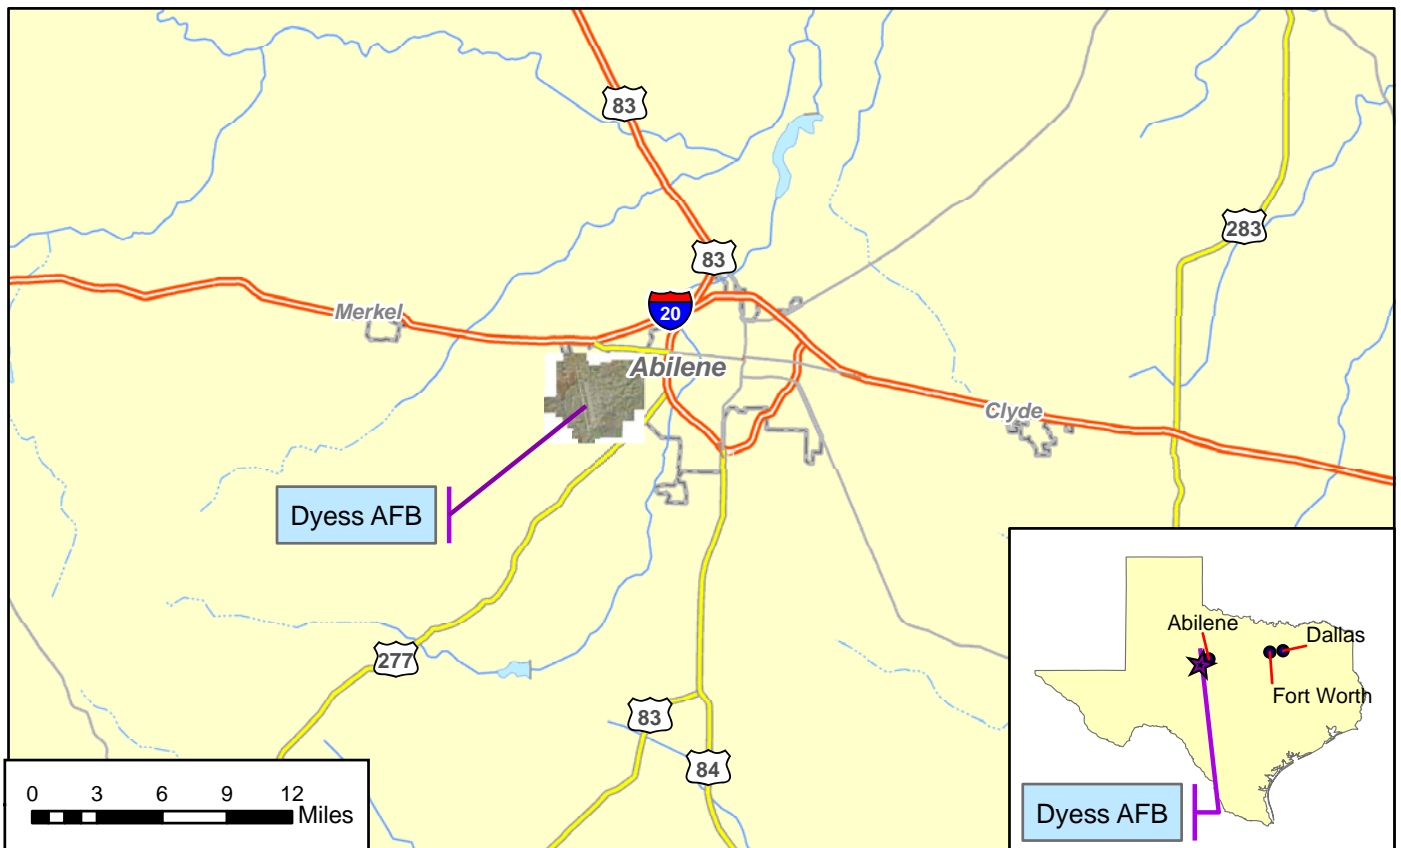 83
283
83
20
Merkel
Abilene
Clyde
Dyess AFB
277
83
84
0 3 6 9 12
Miles
Abilene
Dallas
Fort Worth
Dyess AFB